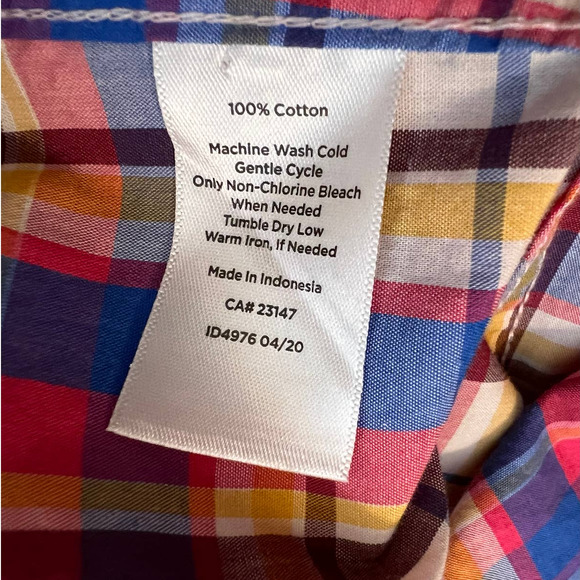 100% Cotton
Machine Wash Cold
Gentle Cycle
Only Non-Chlorine Bleach
When Needed
Tumble Dry Low
Warm Iron, If Needed
Made In Indonesia
CA# 23147
ID4976 04/20